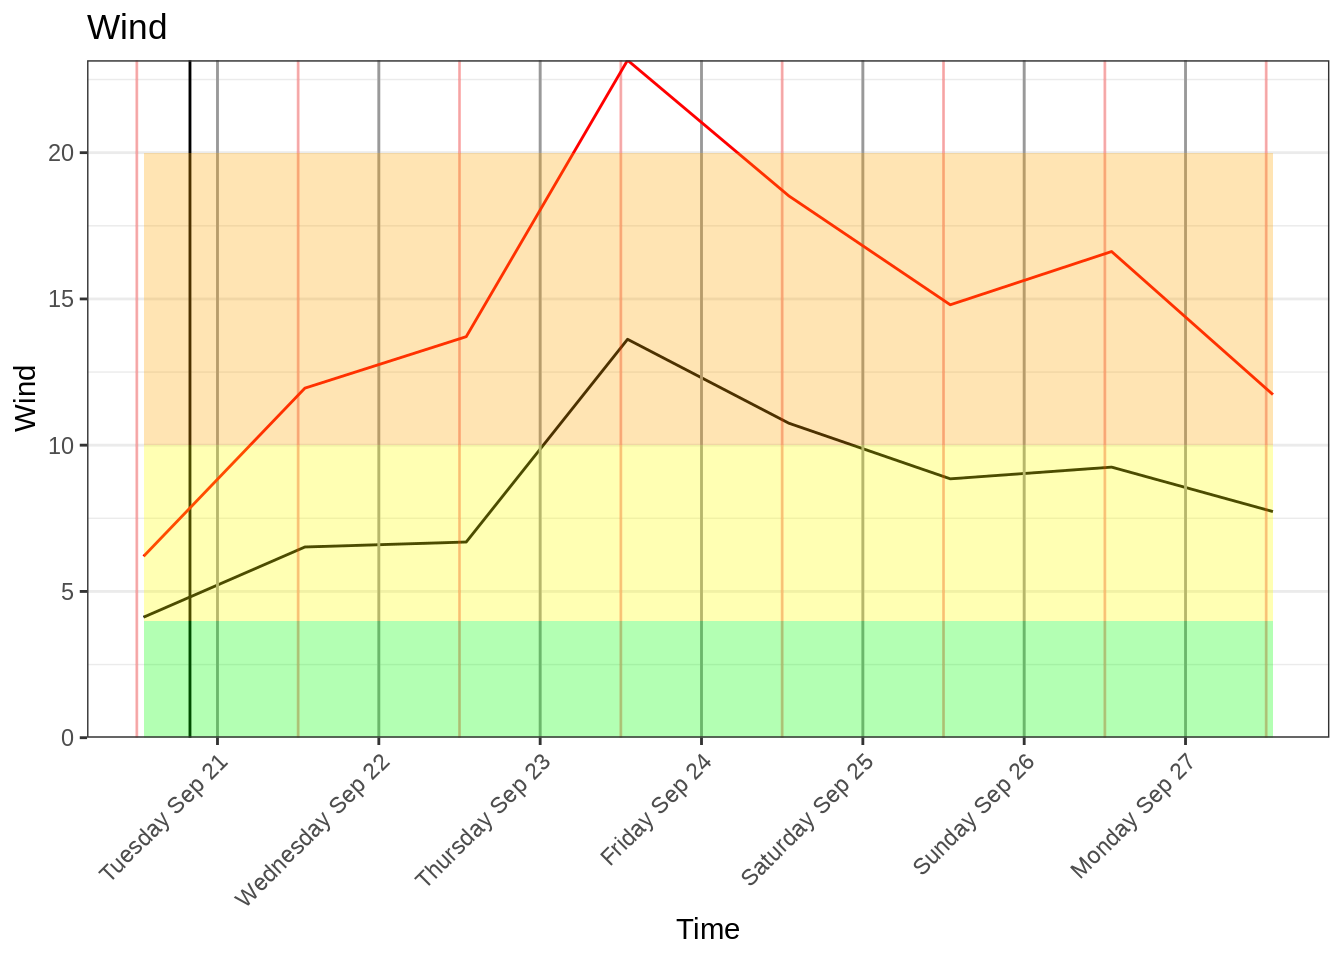 Wind
20
15
10
5
0
Wind
Tuesday Sep 21
Wednesday Sep 22
Thursday Sep 23
Friday Sep 24
Saturday Sep 25
Sunday Sep 26
Monday Sep 27
Time